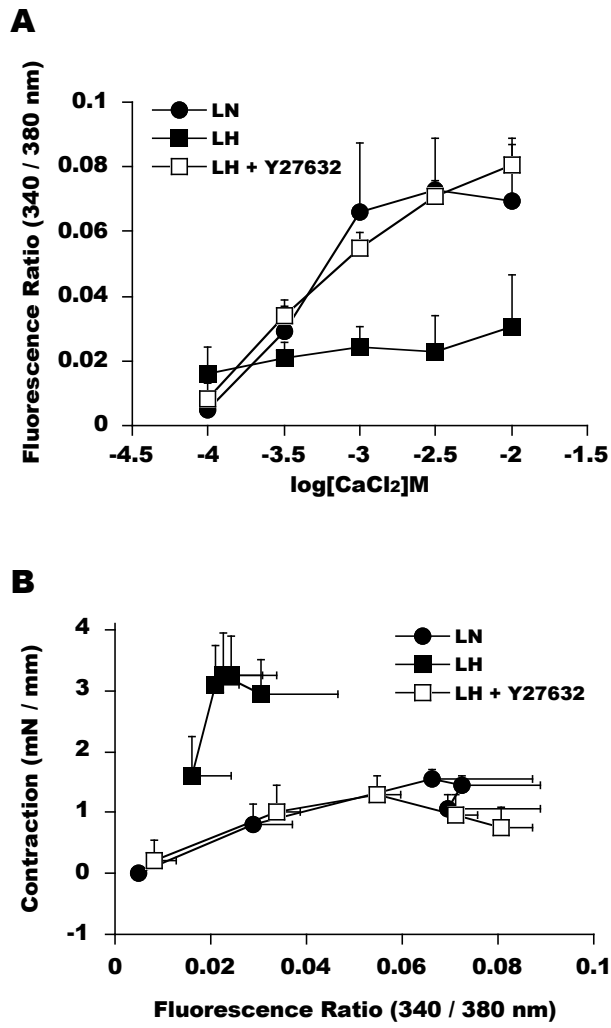 A
Fluorescence Ratio (340 / 380 nm)
0.1
0.08
0.06
0.04
0.02
0
LN
LH
LH + Y27632
-4.5 -4 -3.5 -3 -2.5 -2 -1.5
log[CaCl₂]M
B
Contraction (mN / mm)
4
3
2
1
0
-1
LN
LH
LH + Y27632
0 0.02 0.04 0.06 0.08 0.1
Fluorescence Ratio (340 / 380 nm)